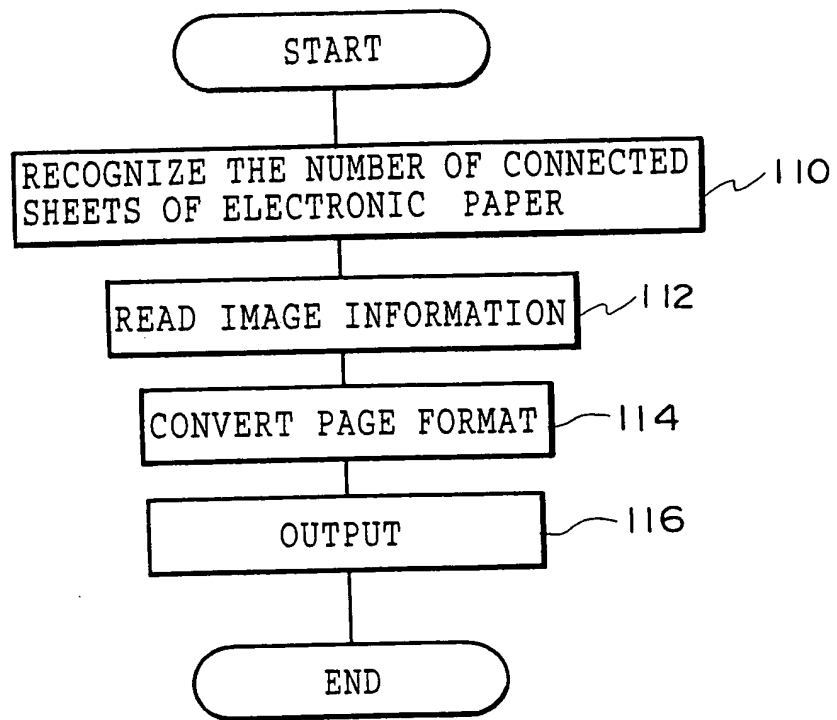 START
RECOGNIZE THE NUMBER OF CONNECTED
SHEETS OF ELECTRONIC PAPER
110
READ IMAGE INFORMATION
112
CONVERT PAGE FORMAT
114
OUTPUT
116
END